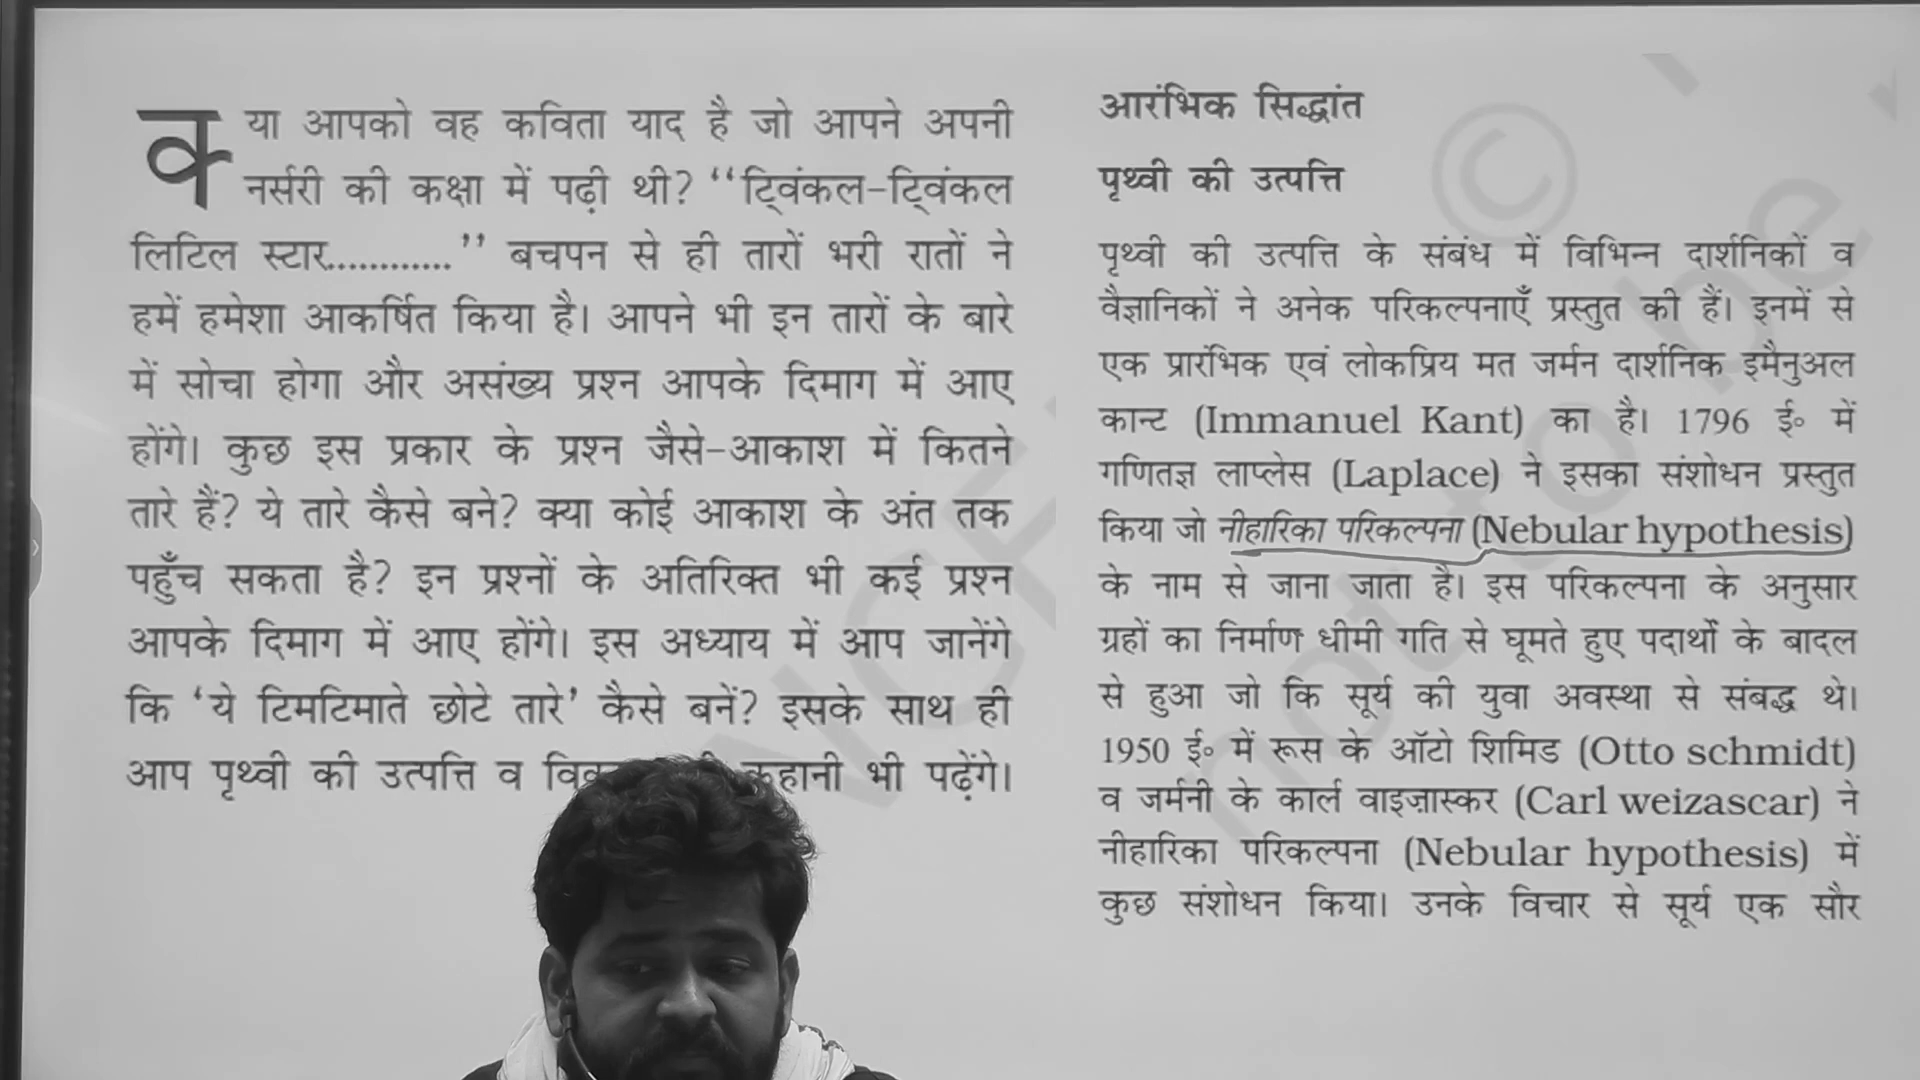 क्या आपको वह कविता याद है जो आपने अपनी
नर्सरी की कक्षा में पढ़ी थी? “ट्विंकल-ट्विंकल
लिटिल स्टार............” बचपन से ही तारों भरी रातों ने
हमें हमेशा आकर्षित किया है। आपने भी इन तारों के बारे
में सोचा होगा और असंख्य प्रश्न आपके दिमाग में आए
होंगे। कुछ इस प्रकार के प्रश्न जैसे-आकाश में कितने
तारे हैं? ये तारे कैसे बने? क्या कोई आकाश के अंत तक
पहुँच सकता है? इन प्रश्नों के अतिरिक्त भी कई प्रश्न
आपके दिमाग में आए होंगे। इस अध्याय में आप जानेंगे
कि ‘ये टिमटिमाते छोटे तारे’ कैसे बनें? इसके साथ ही
आप पृथ्वी की उत्पत्ति व कहानी भी पढ़ेंगे।
आरंभिक सिद्धांत
पृथ्वी की उत्पत्ति
पृथ्वी की उत्पत्ति के संबंध में विभिन्न दार्शनिकों व
वैज्ञानिकों ने अनेक परिकल्पनाएँ प्रस्तुत की हैं। इनमें से
एक प्रारंभिक एवं लोकप्रिय मत जर्मन दार्शनिक इमैनुअल
कान्ट (Immanuel Kant) का है। 1796 ई० में
गणितज्ञ लाप्लेस (Laplace) ने इसका संशोधन प्रस्तुत
किया जो नीहारिका परिकल्पना (Nebular hypothesis)
के नाम से जाना जाता है। इस परिकल्पना के अनुसार
ग्रहों का निर्माण धीमी गति से घूमते हुए पदार्थों के बादल
से हुआ जो कि सूर्य की युवा अवस्था से संबद्ध थे।
1950 ई० में रूस के ऑटो शिमिड (Otto schmidt)
व जर्मनी के कार्ल वाइज़ास्कर (Carl weizascar) ने
नीहारिका परिकल्पना (Nebular hypothesis) में
कुछ संशोधन किया। उनके विचार से सूर्य एक सौर
not to be